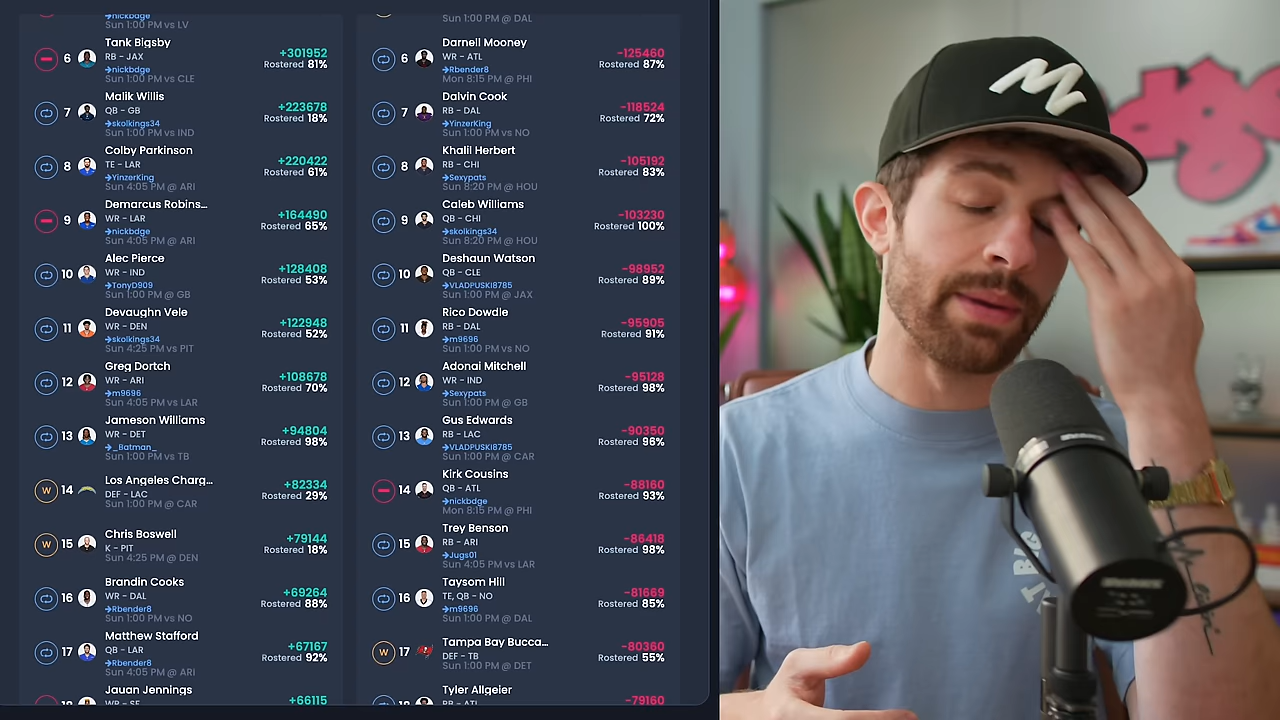 nickbdge
Sun 1:00 PM vs LV
6
Tank Bigsby
RB - JAX
nickbdge
Sun 1:00 PM vs CLE
+301952
Rostered 81%
7
Malik Willis
QB - GB
skolkings34
Sun 1:00 PM vs IND
+223678
Rostered 18%
8
Colby Parkinson
TE - LAR
YinzerKing
Sun 4:05 PM @ ARI
+220422
Rostered 61%
9
Demarcus Robins...
WR - LAR
nickbdge
Sun 4:05 PM @ ARI
+164490
Rostered 65%
10
Alec Pierce
WR - IND
TonyD909
Sun 1:00 PM @ GB
+128408
Rostered 53%
11
Devaughn Vele
WR - DEN
skolkings34
Sun 4:25 PM vs PIT
+122948
Rostered 52%
12
Greg Dortch
WR - ARI
m9696
Sun 4:05 PM vs LAR
+108678
Rostered 70%
13
Jameson Williams
WR - DET
_Batman_
Sun 1:00 PM vs TB
+94804
Rostered 98%
W
14
Los Angeles Charg...
DEF - LAC
Sun 1:00 PM @ CAR
+82334
Rostered 29%
W
15
Chris Boswell
K - PIT
Sun 4:25 PM @ DEN
+79144
Rostered 18%
16
Brandin Cooks
WR - DAL
Rbender8
Sun 1:00 PM vs NO
+69264
Rostered 88%
17
Matthew Stafford
QB - LAR
Rbender8
Sun 4:05 PM @ ARI
+67167
Rostered 92%
Jauan Jennings
+66115
Sun 1:00 PM @ DAL
6
Darnell Mooney
WR - ATL
Rbender8
Mon 8:15 PM @ PHI
-125460
Rostered 87%
7
Dalvin Cook
RB - DAL
YinzerKing
Sun 1:00 PM vs NO
-118524
Rostered 72%
8
Khalil Herbert
RB - CHI
Sexypats
Sun 8:20 PM @ HOU
-105192
Rostered 83%
9
Caleb Williams
QB - CHI
skolkings34
Sun 8:20 PM @ HOU
-103230
Rostered 100%
10
Deshaun Watson
QB - CLE
VLADPUSKI8785
Sun 1:00 PM @ JAX
-98952
Rostered 89%
11
Rico Dowdle
RB - DAL
m9696
Sun 1:00 PM vs NO
-95905
Rostered 91%
12
Adonai Mitchell
WR - IND
Sexypats
Sun 1:00 PM @ GB
-95128
Rostered 98%
13
Gus Edwards
RB - LAC
VLADPUSKI8785
Sun 1:00 PM @ CAR
-90350
Rostered 96%
14
Kirk Cousins
QB - ATL
nickbdge
Mon 8:15 PM @ PHI
-88160
Rostered 93%
15
Trey Benson
RB - ARI
Jugs01
Sun 4:05 PM vs LAR
-86418
Rostered 98%
16
Taysom Hill
TE, QB - NO
m9696
Sun 1:00 PM @ DAL
-81669
Rostered 85%
W
17
Tampa Bay Bucca...
DEF - TB
Sun 1:00 PM @ DET
-80360
Rostered 55%
Tyler Allgeier
-79160